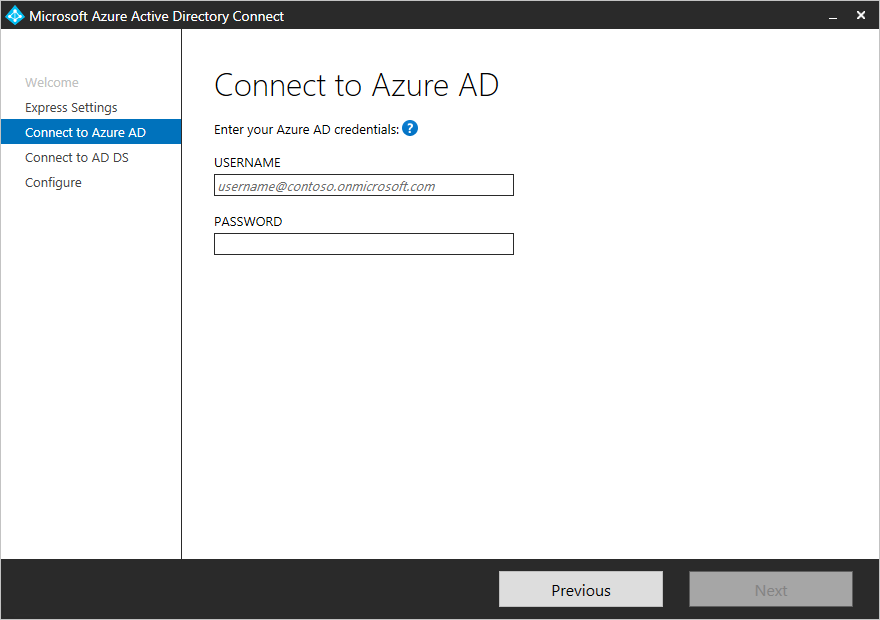 Microsoft Azure Active Directory Connect
Welcome
Express Settings
Connect to Azure AD
Connect to AD DS
Configure
Connect to Azure AD
Enter your Azure AD credentials: ?
USERNAME
username@contoso.onmicrosoft.com
PASSWORD
Previous
Next